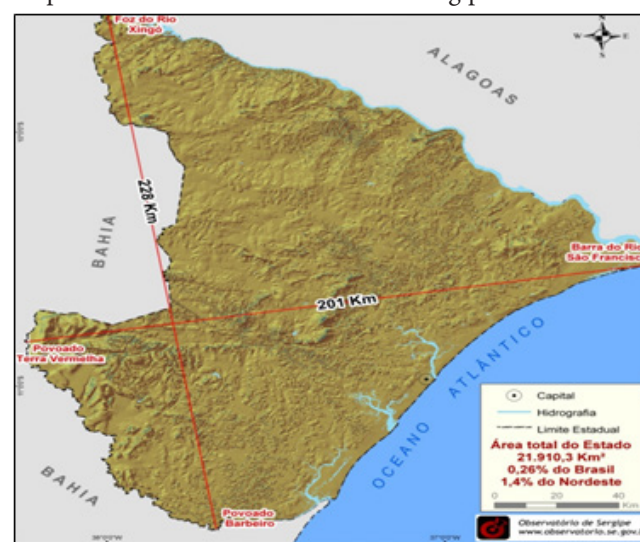 Foz do Rio
Xingó
ALAGOAS
N
W
E
S
228 Km
BAHIA
Barra do Rio
São Francisco
201 Km
Povoado
Terra Vermelha
OCEANO ATLÂNTICO
Capital
Hidrografia
Limite Estadual
Área total do Estado
21.910,3 Km²
0,26% do Brasil
1,4% do Nordeste
0 20 40
Km
BAHIA
Povoado
Barbeiro
Observatório de Sergipe
www.observatorio.se.gov.